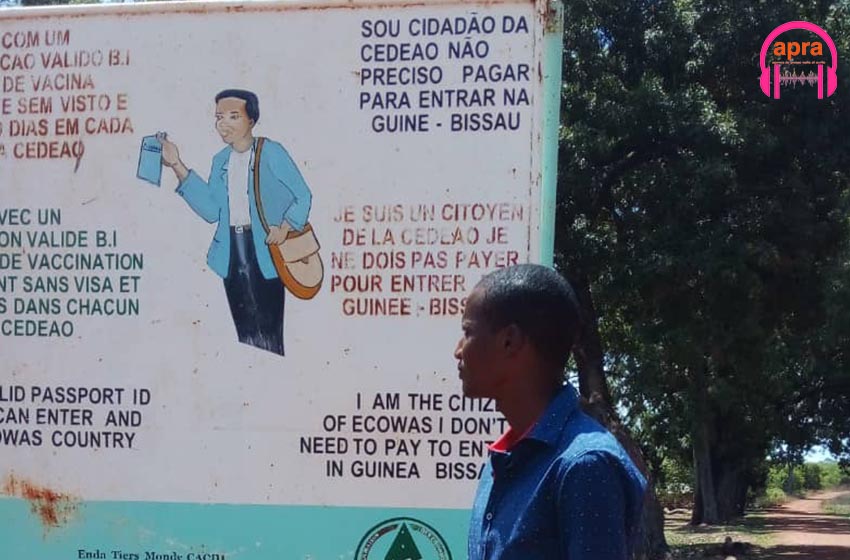 COM UM
CAO VALIDO B.I
DE VACINA
E SEM VISTO E
DIAS EM CADA
A CEDEAO
SOU CIDADÃO DA
CEDEAO NÃO
PRECISO PAGAR
PARA ENTRAR NA
GUINE - BISSAU
VEC UN
ON VALIDE B.I
DE VACCINATION
NT SANS VISA ET
S DANS CHACUN
CEDEAO
JE SUIS UN CITOYEN
DE LA CEDEAO JE
NE DOIS PAS PAYER
POUR ENTRER
GUINEE - BISS
LID PASSPORT ID
CAN ENTER AND
OWAS COUNTRY
I AM THE CITIZ
OF ECOWAS I DON'T
NEED TO PAY TO ENT
IN GUINEA BISS
Enda Tiers Monde CACDI
apra